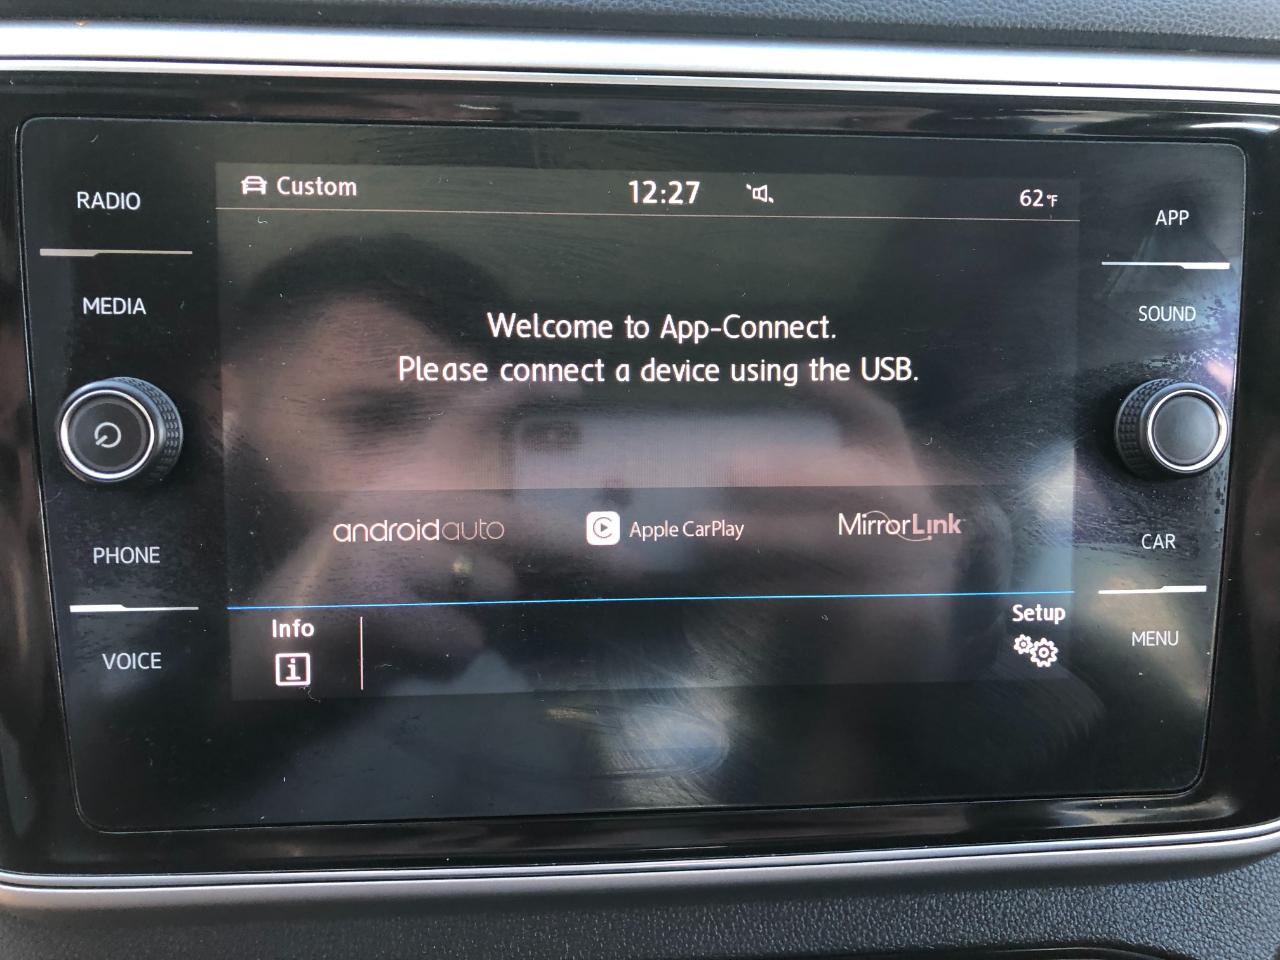 RADIO
MEDIA
PHONE
VOICE
Custom
12:27
62°F
Welcome to App-Connect.
Please connect a device using the USB.
androidauto
Apple CarPlay
MirrorLink
Info
i
Setup
APP
SOUND
CAR
MENU